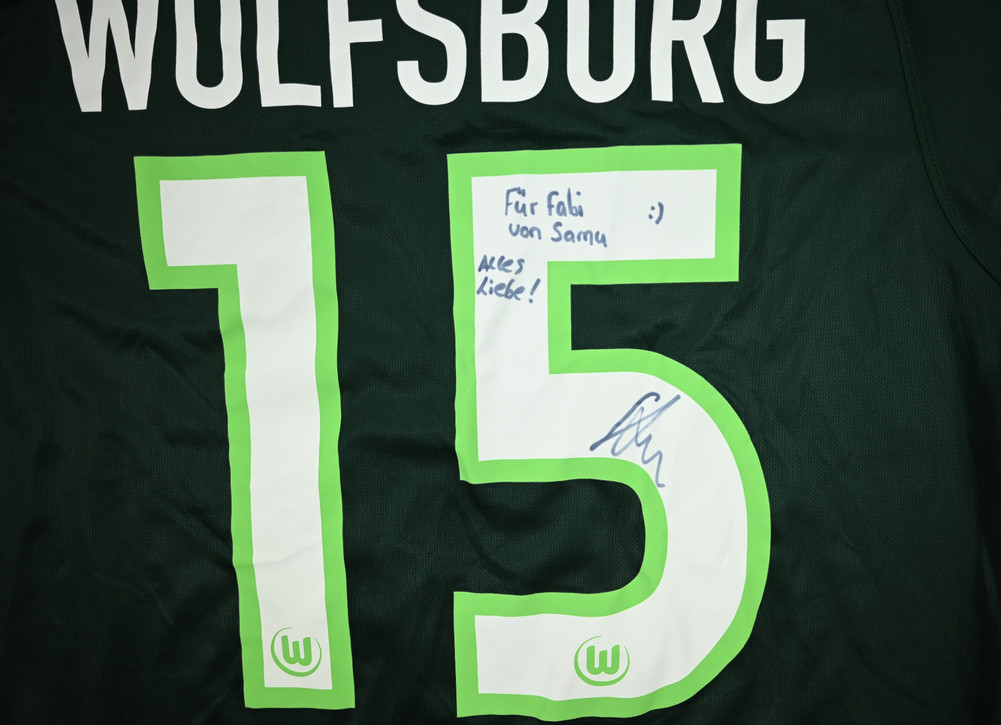 WOLFSBURG
15
Für Fabi :)
von Samu
Alles
Liebe!
W W